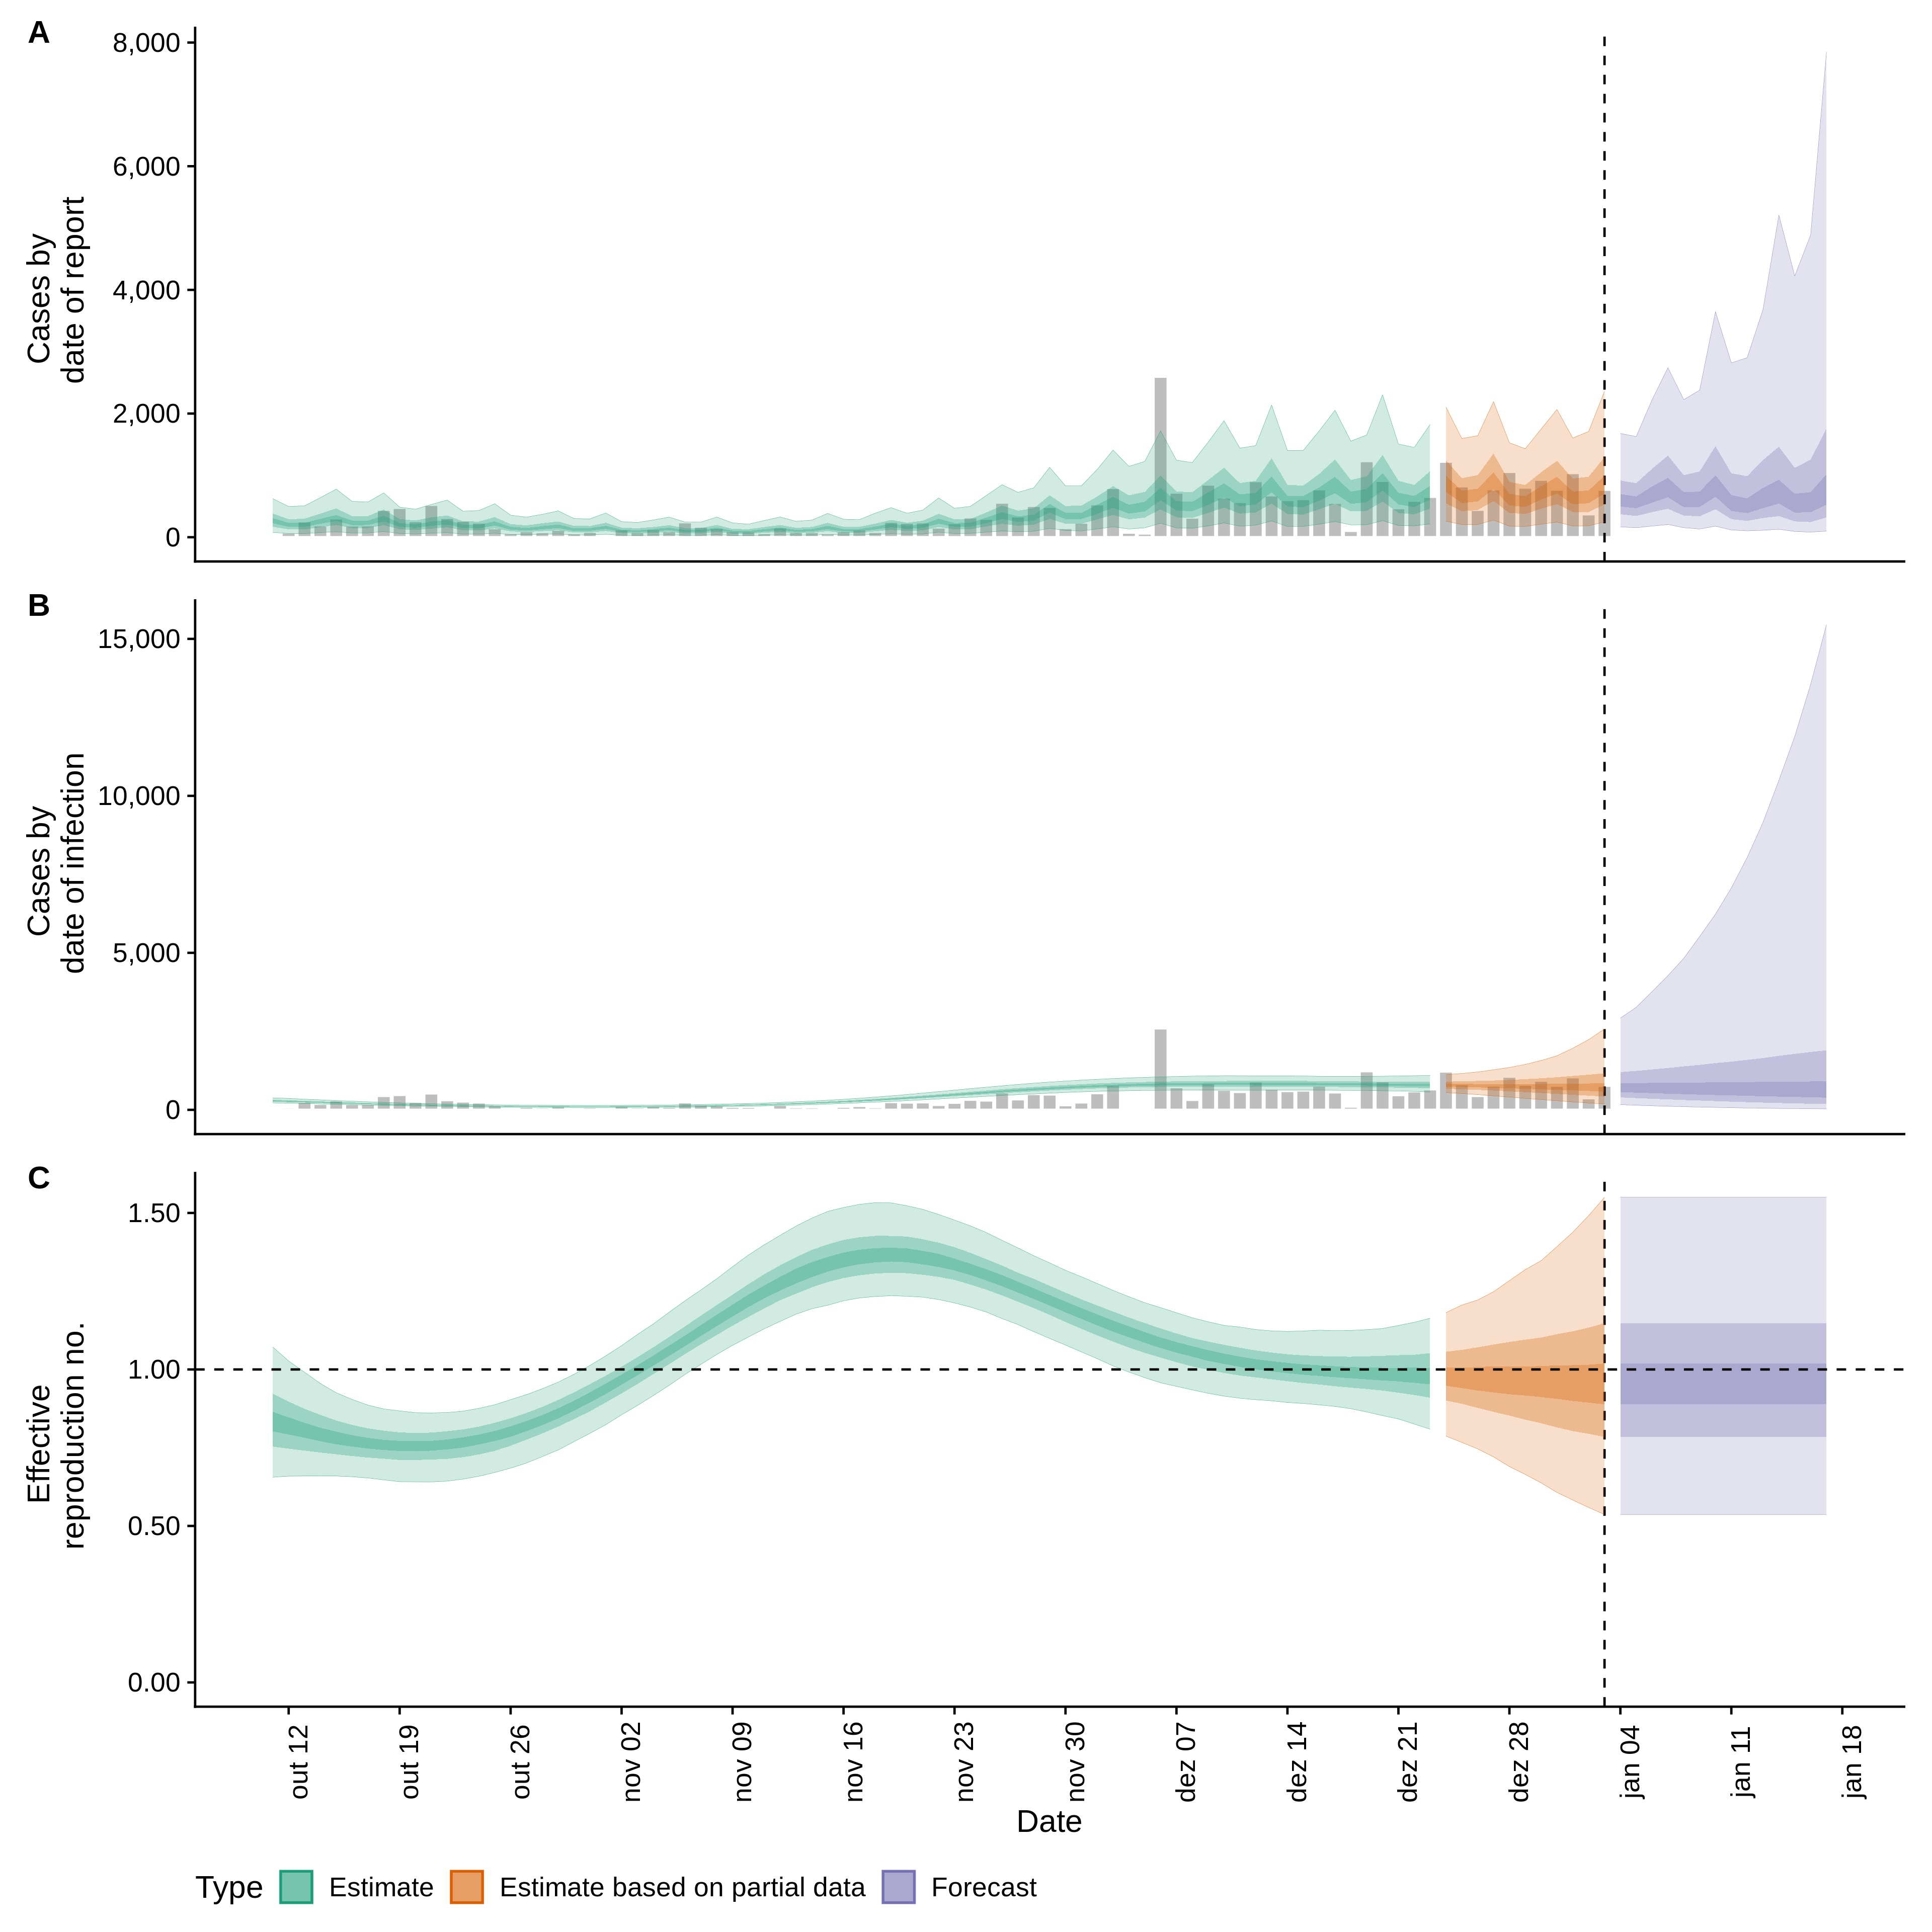 A
8,000
6,000
4,000
2,000
0
Cases by
date of report
B
15,000
10,000
5,000
0
Cases by
date of infection
C
1.50
1.00
0.50
0.00
Effective
reproduction no.
out 12
out 19
out 26
nov 02
nov 09
nov 16
nov 23
nov 30
dez 07
dez 14
dez 21
dez 28
jan 04
jan 11
jan 18
Date
Type Estimate Estimate based on partial data Forecast